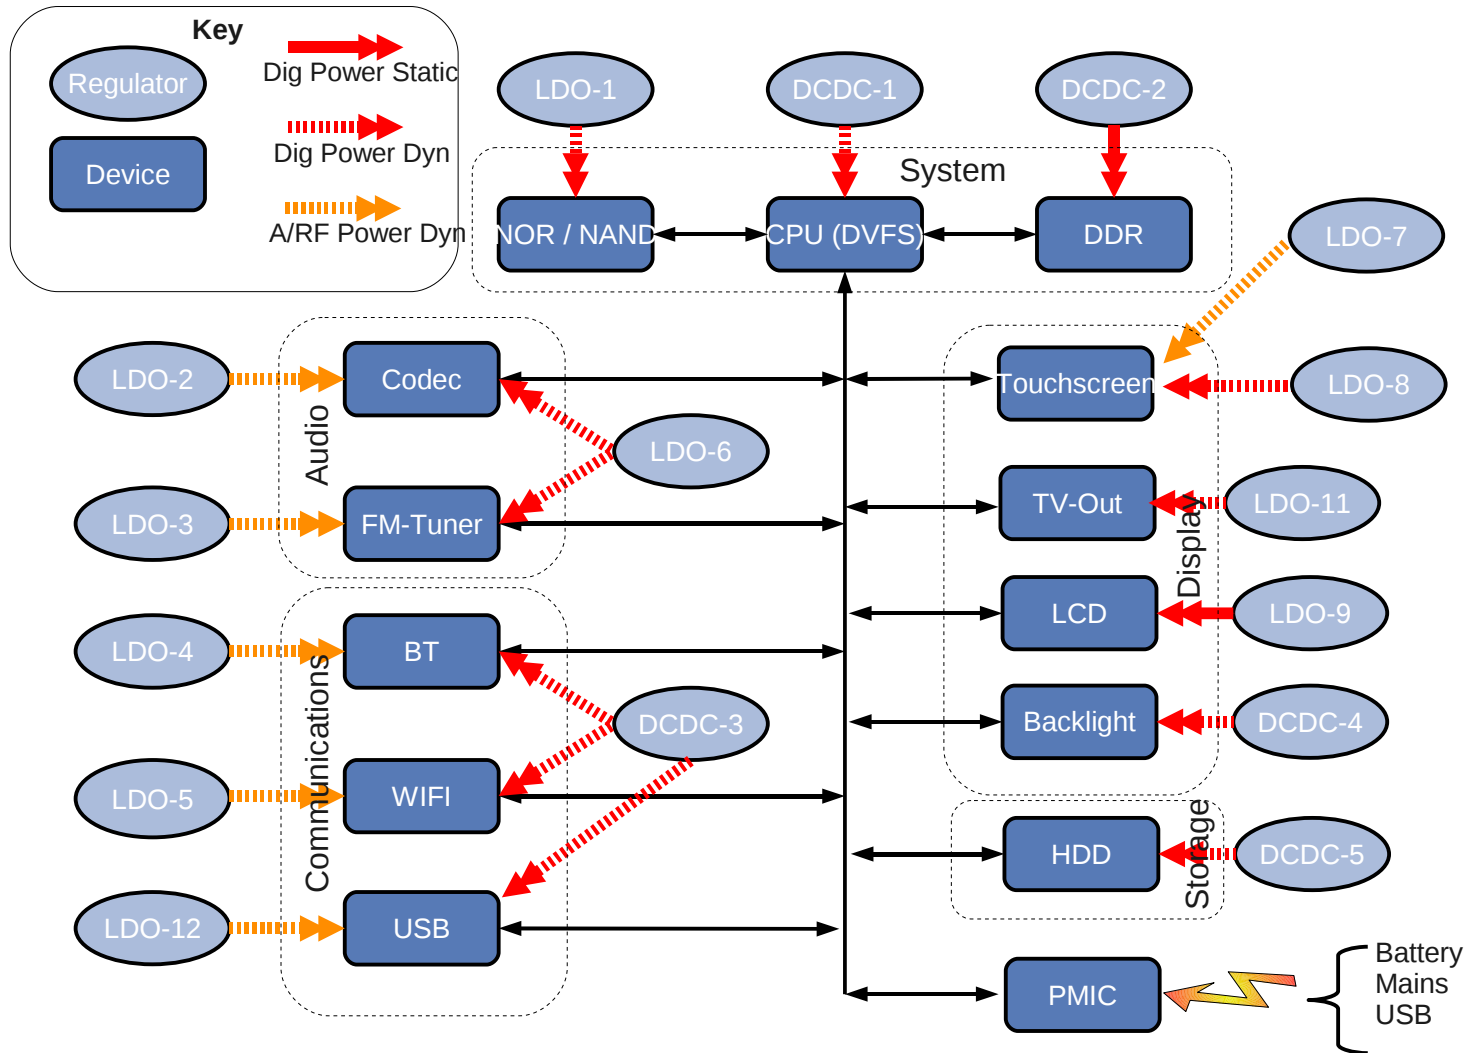 Key
Regulator
Dig Power Static
Dig Power Dyn
Device
A/RF Power Dyn
LDO-1
DCDC-1
DCDC-2
System
NOR / NAND
CPU (DVFS)
DDR
LDO-7
LDO-2
Codec
Audio
LDO-6
LDO-3
FM-Tuner
Touchscreen
LDO-8
TV-Out
LDO-11
Display
LCD
LDO-9
Backlight
DCDC-4
LDO-4
BT
Communications
DCDC-3
LDO-5
WIFI
LDO-12
USB
HDD
Storage
DCDC-5
PMIC
Battery
Mains
USB